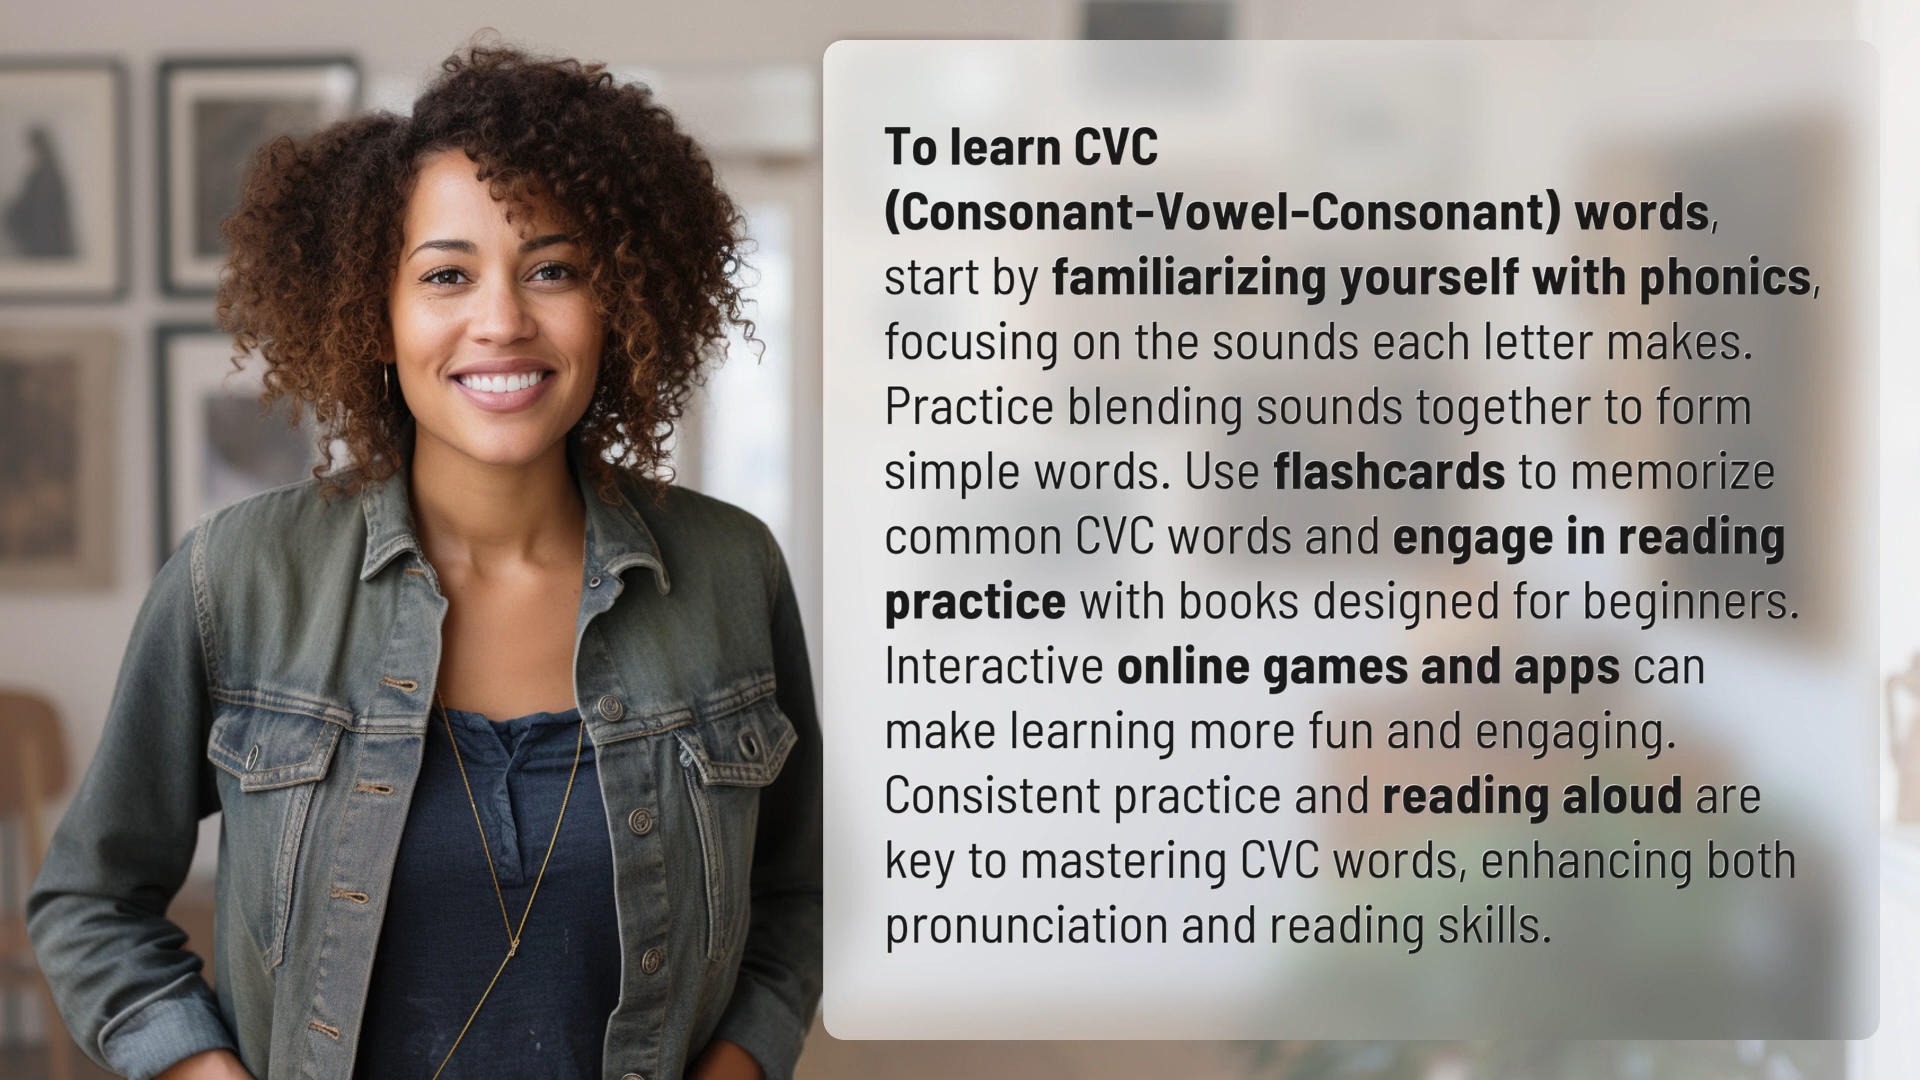 To learn CVC
(Consonant-Vowel-Consonant) words,
start by familiarizing yourself with phonics,
focusing on the sounds each letter makes.
Practice blending sounds together to form
simple words. Use flashcards to memorize
common CVC words and engage in reading
practice with books designed for beginners.
Interactive online games and apps can
make learning more fun and engaging.
Consistent practice and reading aloud are
key to mastering CVC words, enhancing both
pronunciation and reading skills.